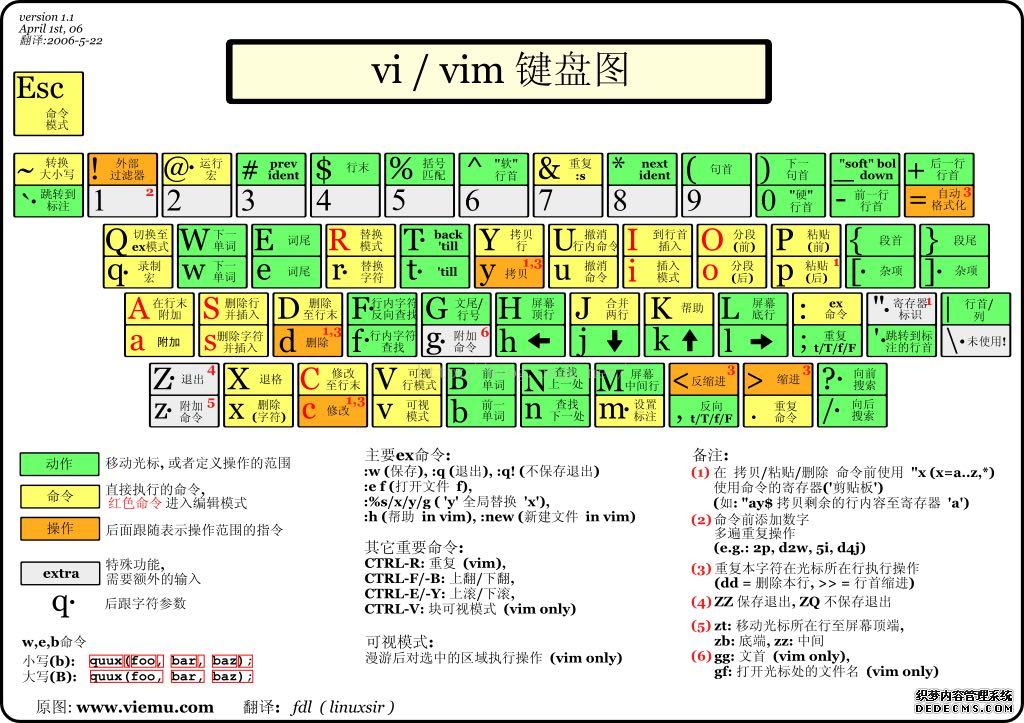 version 1.1
April 1st, 06
翻译:2006-5-22
vi / vim 键盘图
Esc
命令
模式
~ 转换
大小写
! 外部
过滤器
@· 运行
宏
# prev
ident
$ 行末
% 括号
匹配
^ "软"
行首
& 重复
:s
* next
ident
( 句首
) 下一
句首
"soft" bol
_ down
+ 后一行
行首
`· 跳转到
标注
1 2
2
3
4
5
6
7
8
9
0 "硬"
行首
- 前一行
行首
= 自动 3
格式化
Q 切换至
ex模式
W 下一
单词
E 词尾
R 替换
模式
T· back
'till
Y 拷贝
行
U 撤消
行内命令
I 到行首
插入
O 分段
(前)
P 粘贴
(前)
{ 段首
} 段尾
q· 录制
宏
w 下一
单词
e 词尾
r· 替换
字符
t· 'till
y 拷贝 1,3
u 撤消
命令
i 插入
模式
o 分段
(后)
p 粘贴 1
(后)
[· 杂项
]· 杂项
A 在行末
附加
S 删除行
并插入
D 删除
至行末
F· 行内字符
反向查找
G 文尾/
行号
H 屏幕
顶行
J 合并
两行
K 帮助
L 屏幕
底行
: ex
命令
"· 寄存器 1
标识
| 行首/
列
a 附加
s 删除字符
并插入
d 删除 1,3
f· 行内字符
查找
g· 附加 6
命令
h ←
j ↓
k ↑
l →
; 重复
t/T/f/F
'· 跳转到标
注的行首
\· 未使用!
Z· 退出 4
X 退格
C 修改
至行末
V 可视
行模式
B 前一
单词
N 查找
上一处
M 屏幕
中间行
< 反缩进 3
> 缩进 3
?· 向前
搜索
z· 附加 5
命令
x 删除
(字符)
c 修改 1,3
v 可视
模式
b 前一
单词
n 查找
下一处
m· 设置
标注
, 反向
t/T/f/F
. 重复
命令
/· 向后
搜索
动作 移动光标, 或者定义操作的范围
命令 直接执行的命令,
红色命令 进入编辑模式
操作 后面跟随表示操作范围的指令
extra 特殊功能,
需要额外的输入
q· 后跟字符参数
w,e,b命令
小写(b): quux(foo, bar, baz);
大写(B): quux(foo, bar, baz);
原图: www.viemu.com 翻译: fdl ( linuxsir )
主要ex命令:
:w (保存), :q (退出), :q! (不保存退出)
:e f (打开文件 f),
:%s/x/y/g ( 'y' 全局替换 'x'),
:h (帮助 in vim), :new (新建文件 in vim)
其它重要命令:
CTRL-R: 重复 (vim),
CTRL-F/-B: 上翻/下翻,
CTRL-E/-Y: 上滚/下滚,
CTRL-V: 块可视模式 (vim only)
可视模式:
漫游后对选中的区域执行操作 (vim only)
备注:
(1) 在 拷贝/粘贴/删除 命令前使用 "x (x=a..z,*)
使用命令的寄存器('剪贴板')
(如: "ay$ 拷贝剩余的行内容至寄存器 'a')
(2) 命令前添加数字
多遍重复操作
(e.g.: 2p, d2w, 5i, d4j)
(3) 重复本字符在光标所在行执行操作
(dd = 删除本行, >> = 行首缩进)
(4) ZZ 保存退出, ZQ 不保存退出
(5) zt: 移动光标所在行至屏幕顶端,
zb: 底端, zz: 中间
(6) gg: 文首 (vim only),
gf: 打开光标处的文件名 (vim only)
织梦内容管理系统
DEDECMS.COM